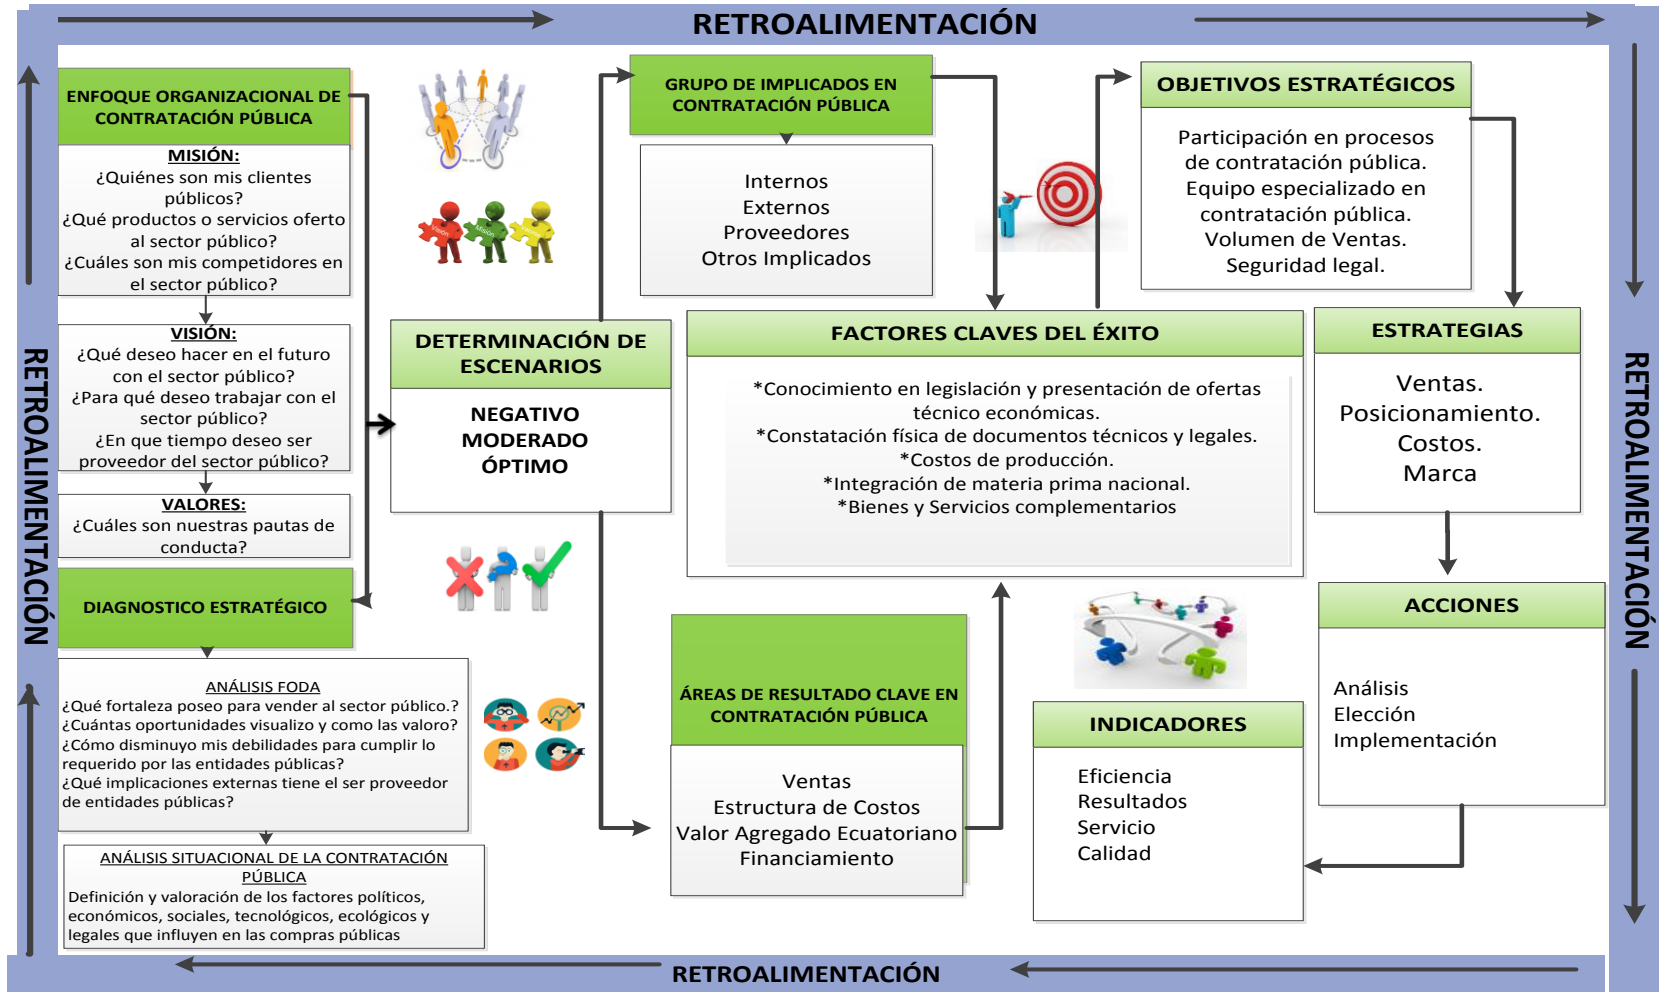 RETROALIMENTACIÓN
ENFOQUE ORGANIZACIONAL DE
CONTRATACIÓN PÚBLICA
MISIÓN:
¿Quiénes son mis clientes
públicos?
¿Qué productos o servicios oferto
al sector público?
¿Cuáles son mis competidores en
el sector público?
VISIÓN:
¿Qué deseo hacer en el futuro
con el sector público?
¿Para qué deseo trabajar con el
sector público?
¿En que tiempo deseo ser
proveedor del sector público?
VALORES:
¿Cuáles son nuestras pautas de
conducta?
DIAGNOSTICO ESTRATÉGICO
ANÁLISIS FODA
¿Qué fortaleza poseo para vender al sector público.?
¿Cuántas oportunidades visualizo y como las valoro?
¿Cómo disminuyo mis debilidades para cumplir lo
requerido por las entidades públicas?
¿Qué implicaciones externas tiene el ser proveedor
de entidades públicas?
ANÁLISIS SITUACIONAL DE LA CONTRATACIÓN
PÚBLICA
Definición y valoración de los factores políticos,
económicos, sociales, tecnológicos, ecológicos y
legales que influyen en las compras públicas
Visión
Misión
DETERMINACIÓN DE
ESCENARIOS
NEGATIVO
MODERADO
ÓPTIMO
GRUPO DE IMPLICADOS EN
CONTRATACIÓN PÚBLICA
Internos
Externos
Proveedores
Otros Implicados
FACTORES CLAVES DEL ÉXITO
*Conocimiento en legislación y presentación de ofertas
técnico económicas.
*Constatación física de documentos técnicos y legales.
*Costos de producción.
*Integración de materia prima nacional.
*Bienes y Servicios complementarios
ÁREAS DE RESULTADO CLAVE EN
CONTRATACIÓN PÚBLICA
Ventas
Estructura de Costos
Valor Agregado Ecuatoriano
Financiamiento
OBJETIVOS ESTRATÉGICOS
Participación en procesos
de contratación pública.
Equipo especializado en
contratación pública.
Volumen de Ventas.
Seguridad legal.
ESTRATEGIAS
Ventas.
Posicionamiento.
Costos.
Marca
ACCIONES
Análisis
Elección
Implementación
INDICADORES
Eficiencia
Resultados
Servicio
Calidad
RETROALIMENTACIÓN
RETROALIMENTACIÓN
RETROALIMENTACIÓN